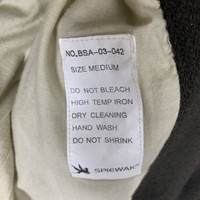 NO.BSA-03-042
SIZE MEDIUM
DO NOT BLEACH
HIGH TEMP IRON
DRY CLEANING
HAND WASH
DO NOT SHRINK
SPIEWAK